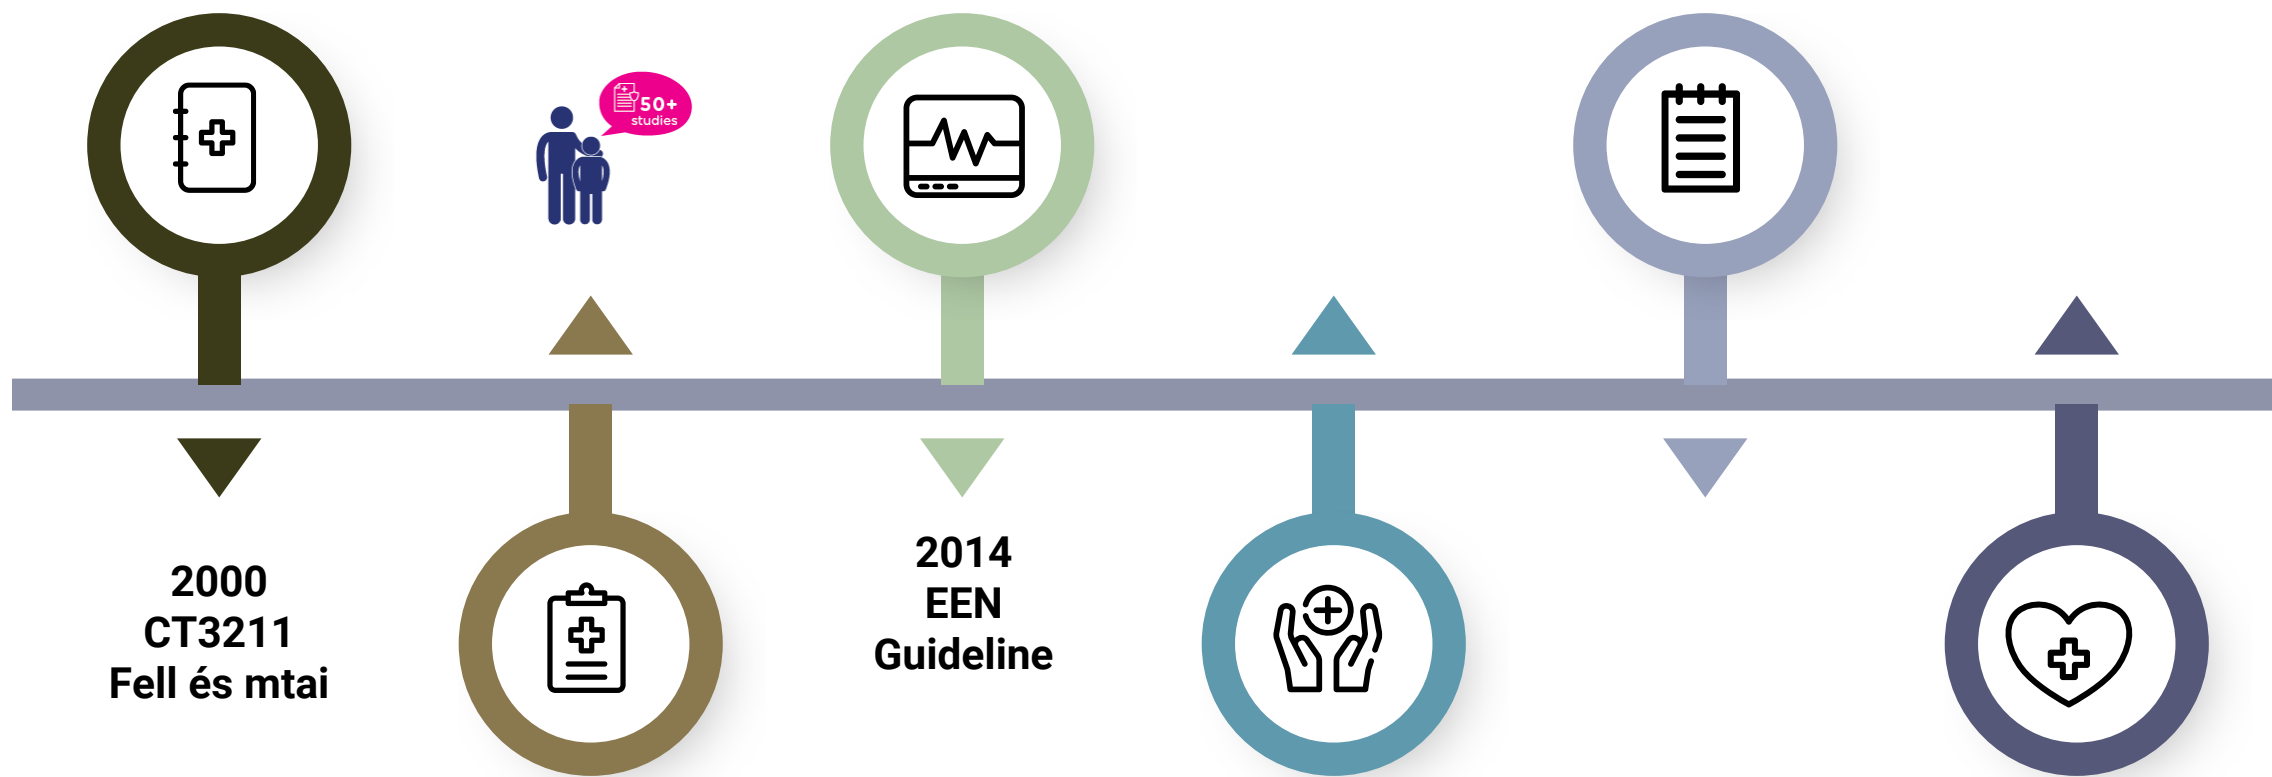 50+
studies
2000
CT3211
Fell és mtai
2014
EEN
Guideline